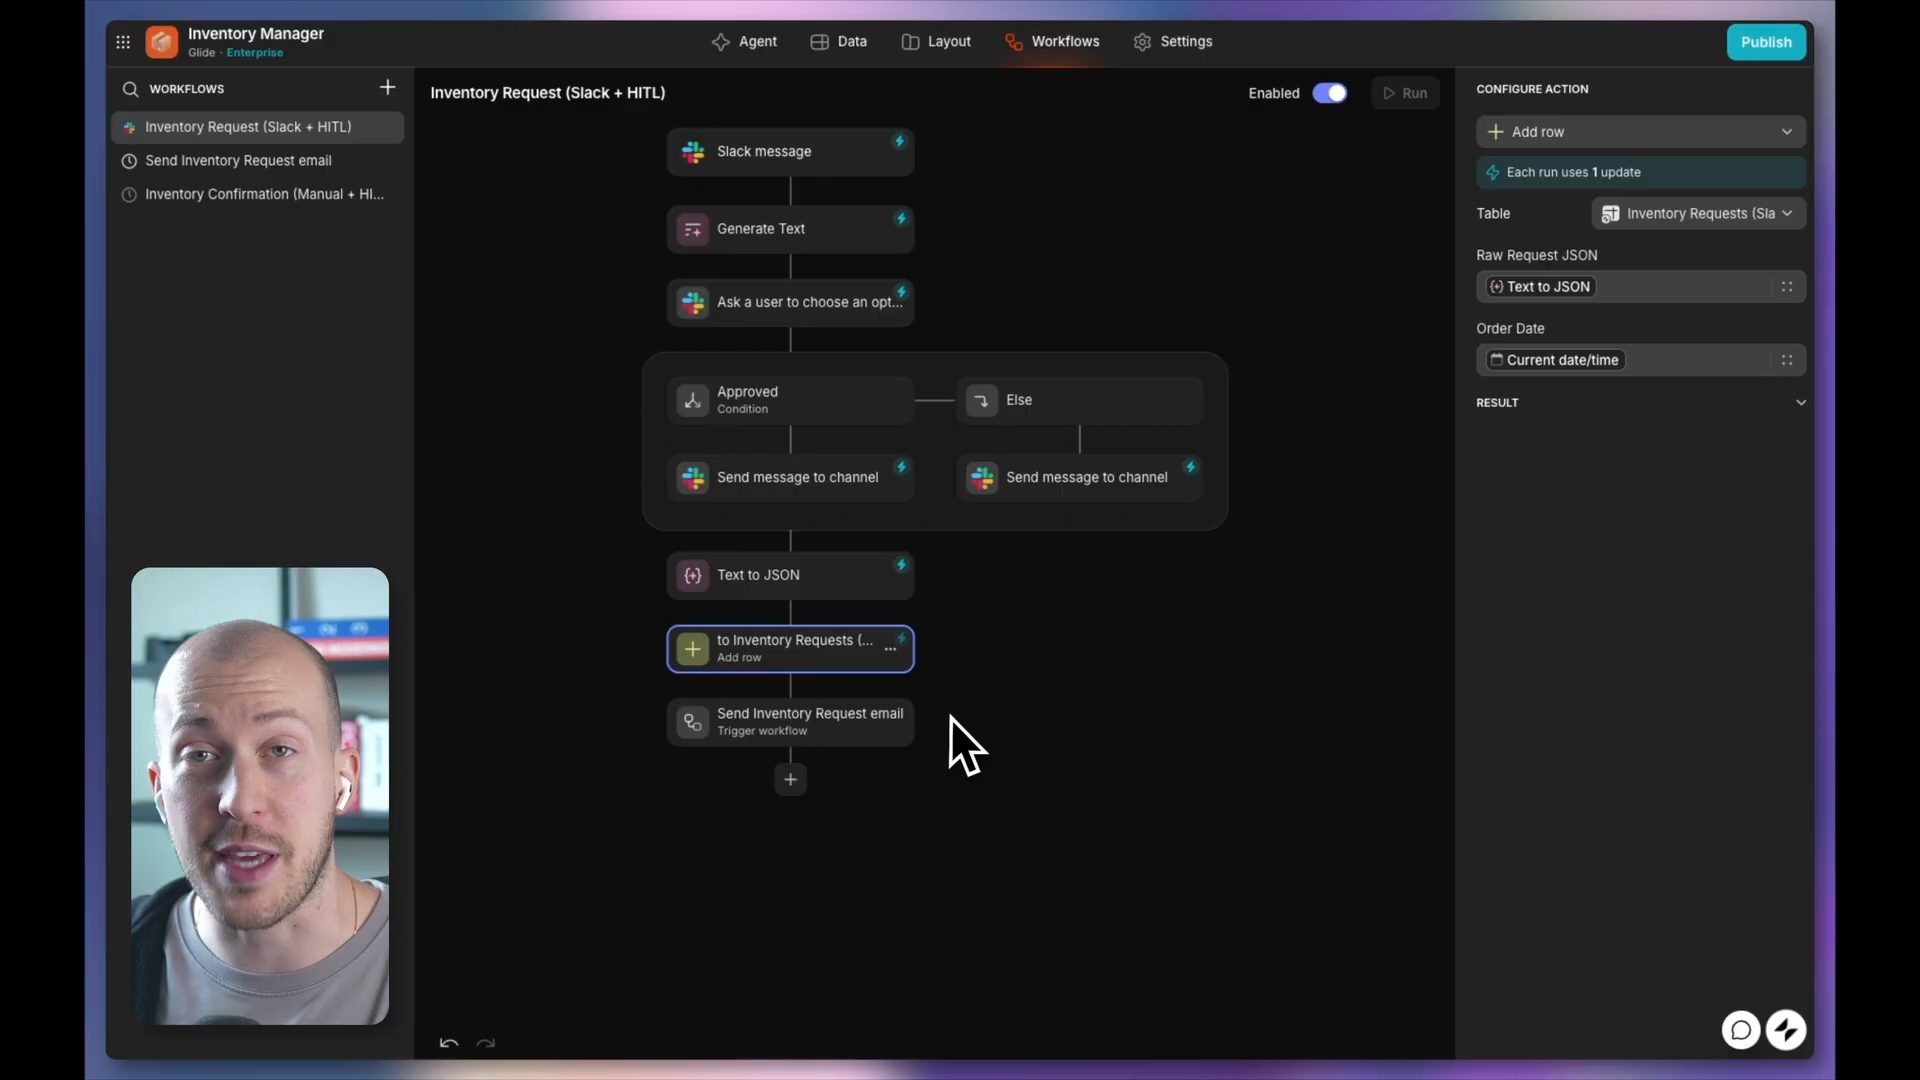 Inventory Manager
Glide · Enterprise
Agent
Data
Layout
Workflows
Settings
Publish
WORKFLOWS
Inventory Request (Slack + HITL)
Send Inventory Request email
Inventory Confirmation (Manual + HI...
Inventory Request (Slack + HITL)
Enabled
Run
Slack message
Generate Text
Ask a user to choose an opt...
Approved
Condition
Else
Send message to channel
Send message to channel
Text to JSON
to Inventory Requests (...
Add row
Send Inventory Request email
Trigger workflow
CONFIGURE ACTION
Add row
Each run uses 1 update
Table
Inventory Requests (Sla
Raw Request JSON
Text to JSON
Order Date
Current date/time
RESULT